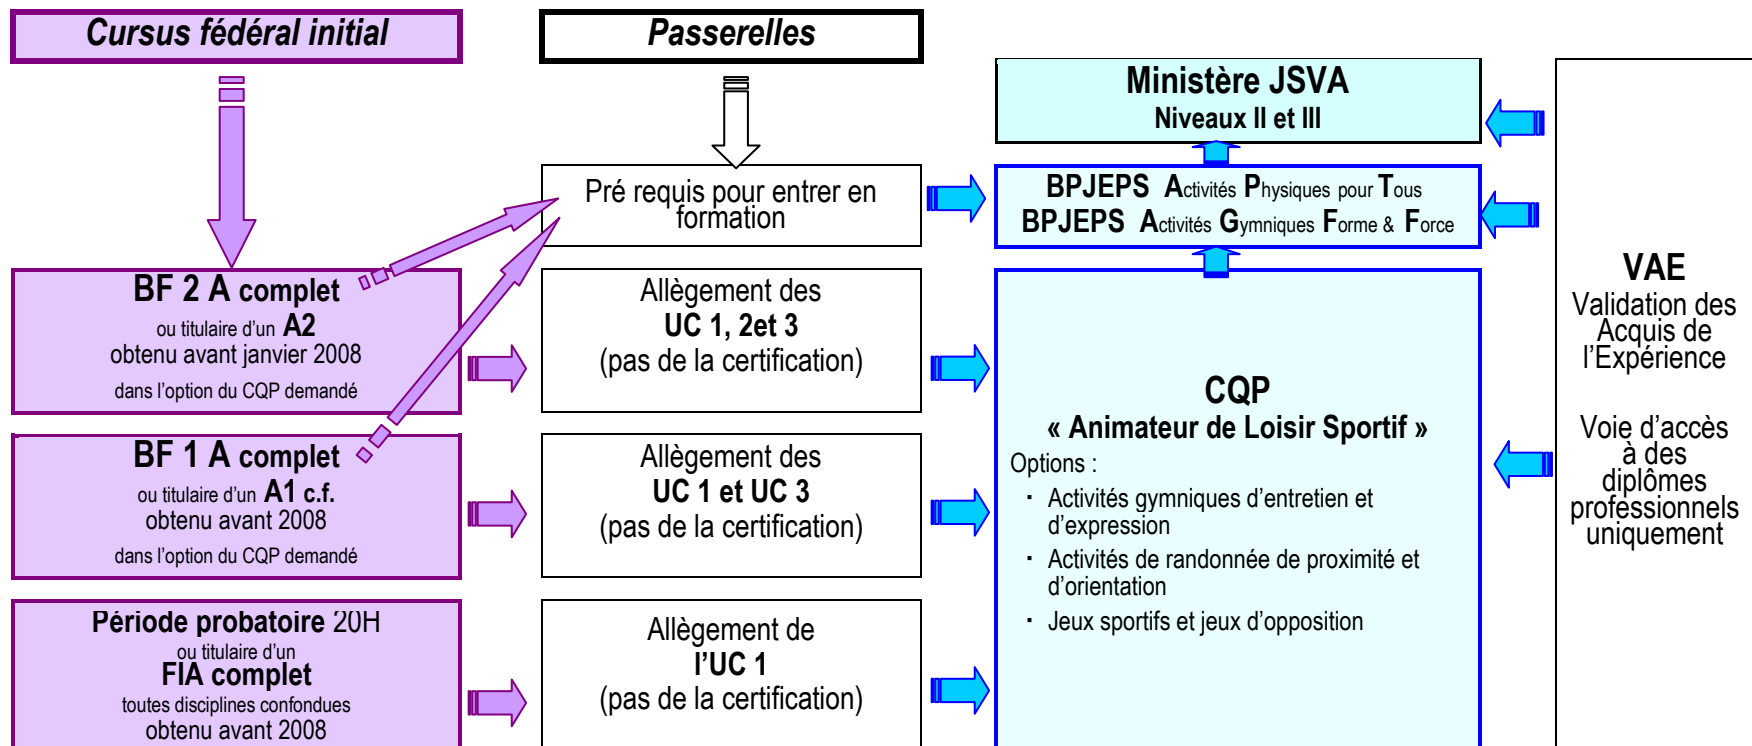 Cursus fédéral initial
Passerelles
Ministère JSVA
Niveaux II et III
Pré requis pour entrer en
formation
BPJEPS Activités Physiques pour Tous
BPJEPS Activités Gymniques Forme & Force
BF 2 A complet
ou titulaire d’un A2
obtenu avant janvier 2008
dans l’option du CQP demandé
Allègement des
UC 1, 2et 3
(pas de la certification)
BF 1 A complet
ou titulaire d’un A1 c.f.
obtenu avant 2008
dans l’option du CQP demandé
Allègement des
UC 1 et UC 3
(pas de la certification)
Période probatoire 20H
ou titulaire d’un
FIA complet
toutes disciplines confondues
obtenu avant 2008
Allègement de
l’UC 1
(pas de la certification)
CQP
« Animateur de Loisir Sportif »
Options :
· Activités gymniques d’entretien et
d’expression
· Activités de randonnée de proximité et
d’orientation
· Jeux sportifs et jeux d’opposition
VAE
Validation des
Acquis de
l’Expérience
Voie d’accès
à des
diplômes
professionnels
uniquement